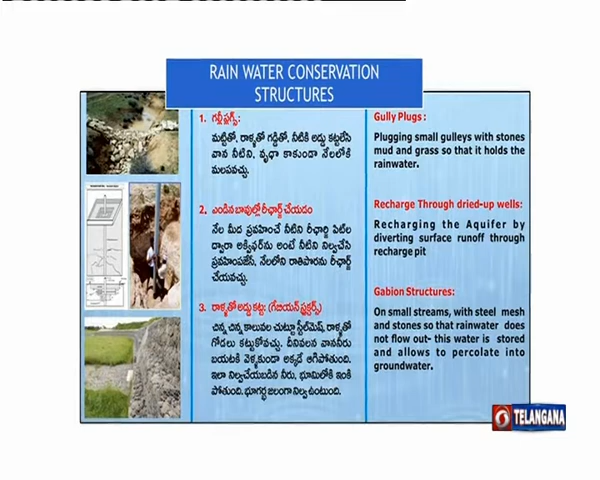 RAIN WATER CONSERVATION
STRUCTURES
1. గల్లీ ప్లగ్స్:
మట్టితో, రాళ్ళతో గడ్డితో, నీటికి అడ్డు కట్టలేసి
వాన నీటిని, వృధా కాకుండా నేలలోకి
మలపవచ్చు.
2. ఎండిన బావుల్లో రీఛార్జ్ చేయడం
నేల మీద ప్రవహించే నీటిని రీఛార్జి పిట్‌ల
ద్వారా అక్విఫర్‌ను అంటే నీటిని నిల్వచేసి
ప్రవహింపజేసే, నేలలోని రాతిపొరను రీఛార్జ్
చేయవచ్చు.
3. రాళ్ళతో అడ్డుకట్ట: (గేబియన్ స్ట్రక్చర్స్)
చిన్న చిన్న కాలువల చుట్టూ స్టీల్‌మెష్, రాళ్ళతో
గోడలు కట్టుకోవచ్చు. దీనివలన వాననీరు
బయటకి వెళ్ళకుండా అక్కడే ఆగిపోతుంది.
ఇలా నిల్వచేయబడిన నీరు, భూమిలోకి ఇంకి
పోతుంది. భూగర్భ జలంగా నిల్వ ఉంటుంది.
Gully Plugs :
Plugging small gulleys with stones
mud and grass so that it holds the
rainwater.
Recharge Through dried-up wells:
Recharging the Aquifer by
diverting surface runoff through
recharge pit
Gabion Structures:
On small streams, with steel mesh
and stones so that rainwater does
not flow out- this water is stored
and allows to percolate into
groundwater.
TELANGANA